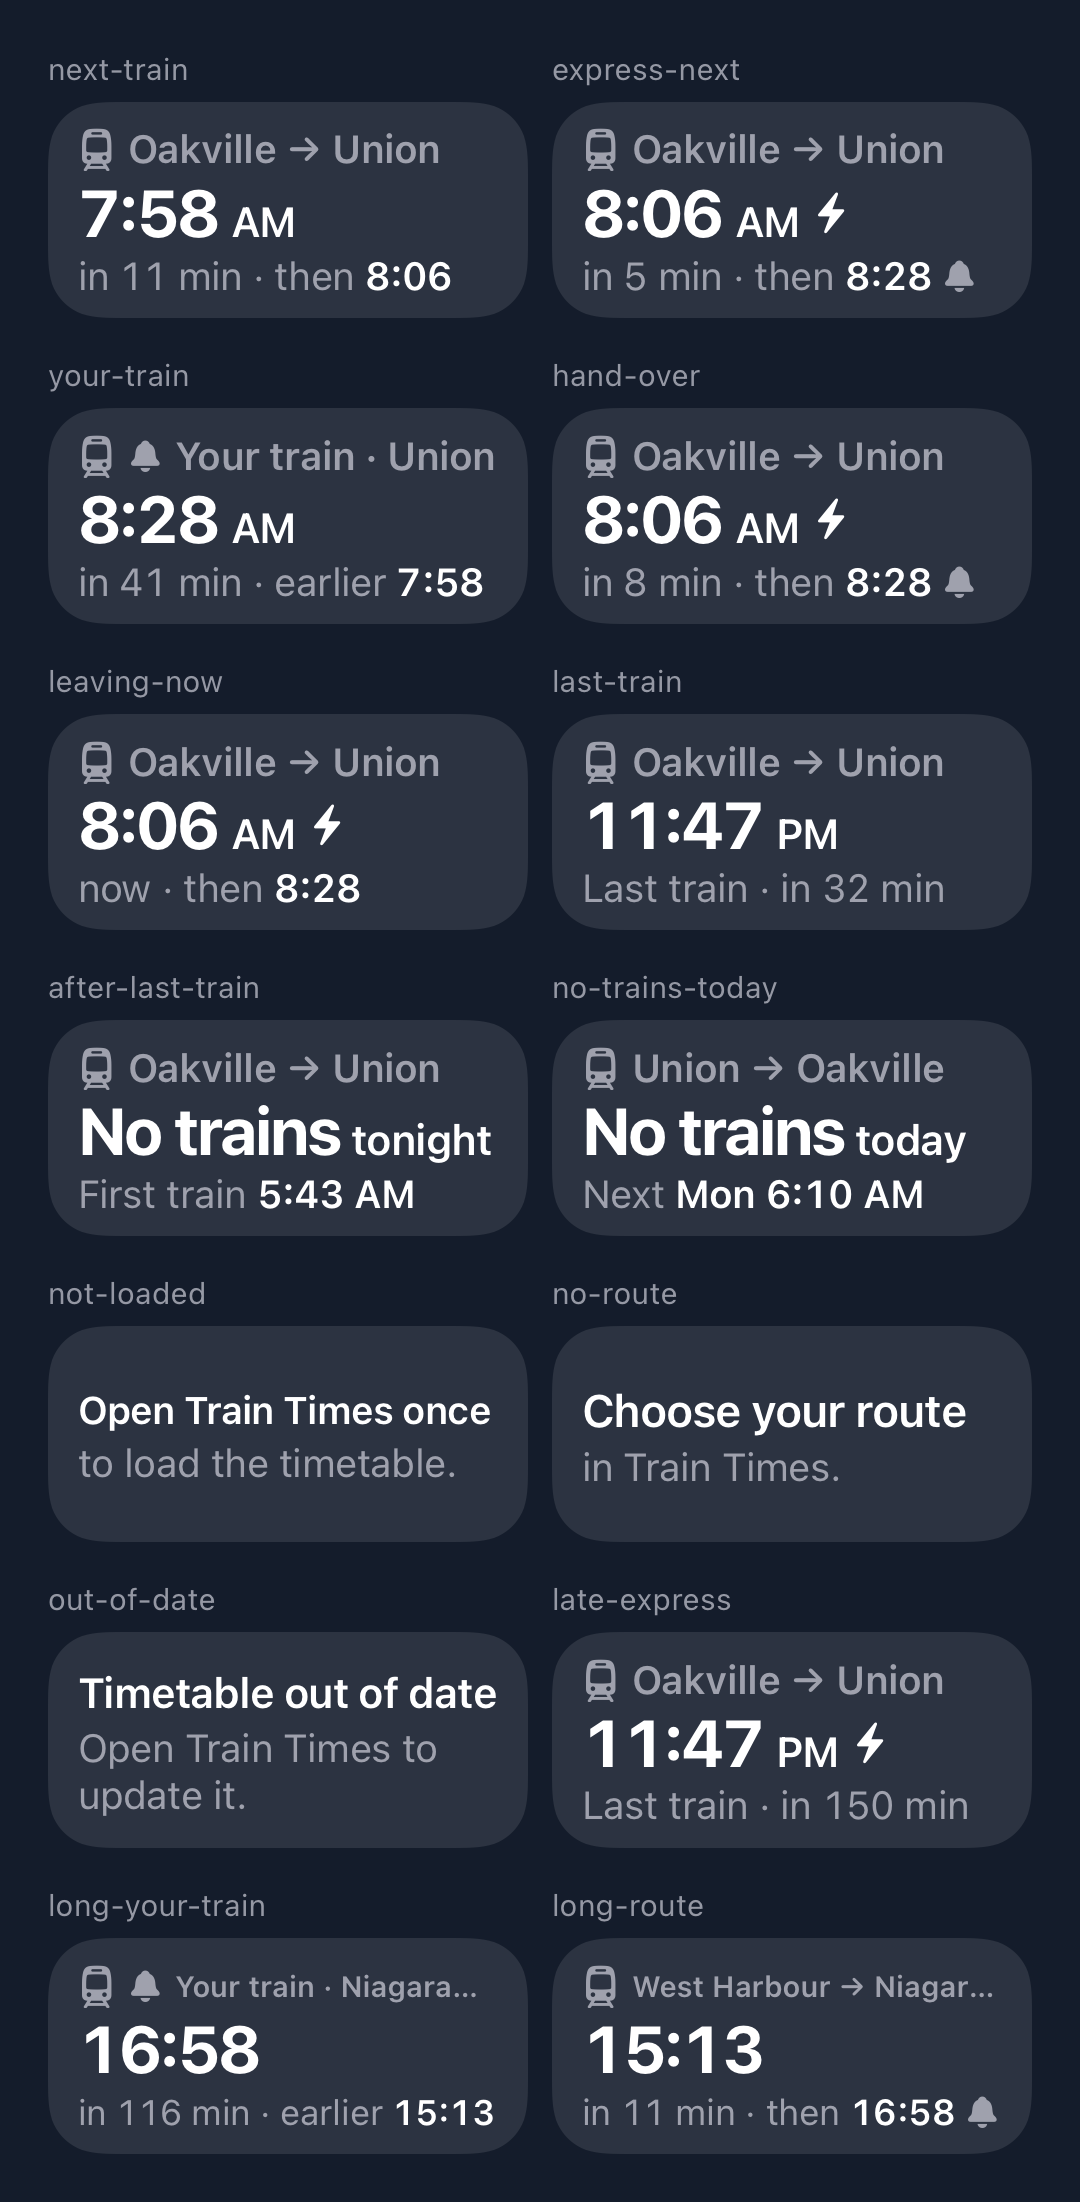 next-train
Oakville → Union
7:58 AM
in 11 min · then 8:06
express-next
Oakville → Union
8:06 AM
in 5 min · then 8:28
your-train
Your train · Union
8:28 AM
in 41 min · earlier 7:58
hand-over
Oakville → Union
8:06 AM
in 8 min · then 8:28
leaving-now
Oakville → Union
8:06 AM
now · then 8:28
last-train
Oakville → Union
11:47 PM
Last train · in 32 min
after-last-train
Oakville → Union
No trains tonight
First train 5:43 AM
no-trains-today
Union → Oakville
No trains today
Next Mon 6:10 AM
not-loaded
Open Train Times once
to load the timetable.
no-route
Choose your route
in Train Times.
out-of-date
Timetable out of date
Open Train Times to
update it.
late-express
Oakville → Union
11:47 PM
Last train · in 150 min
long-your-train
Your train · Niagara...
16:58
in 116 min · earlier 15:13
long-route
West Harbour → Niagar...
15:13
in 11 min · then 16:58